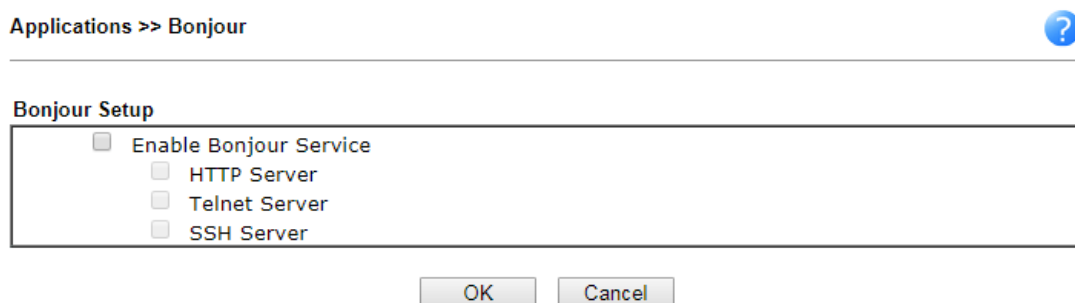 Applications >> Bonjour
?
Bonjour Setup
Enable Bonjour Service
HTTP Server
Telnet Server
SSH Server
OK Cancel